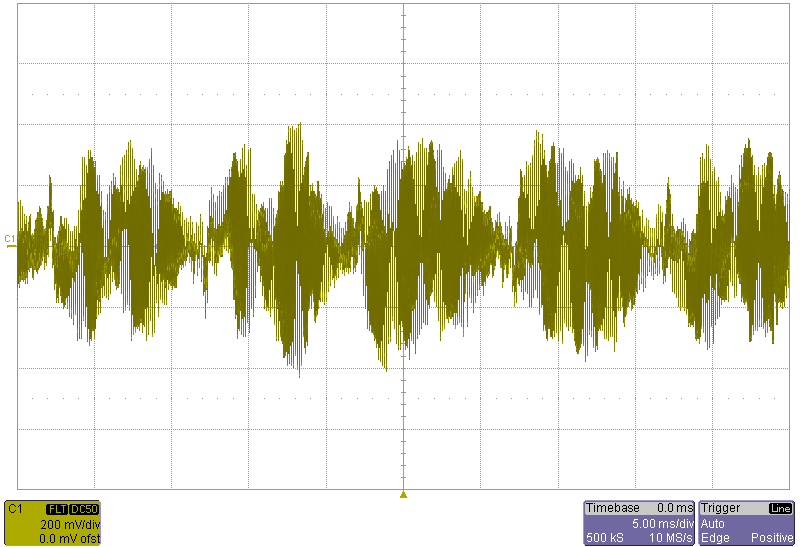 C1
C1 FLT DC50
200 mV/div
0.0 mV ofst
Timebase 0.0 ms
5.00 ms/div
500 kS 10 MS/s
Trigger Line
Auto
Edge Positive